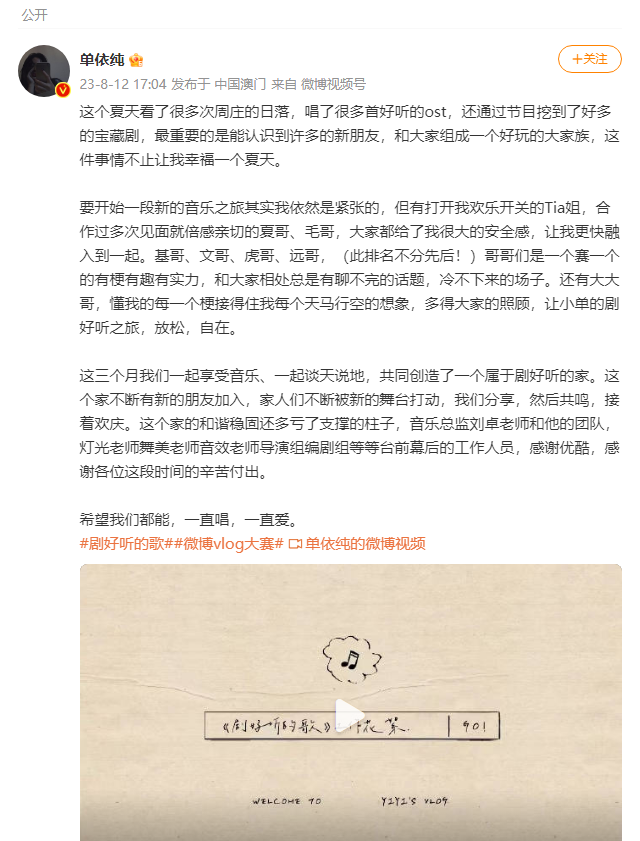 公开
单依纯
+关注
23-8-12 17:04 发布于 中国澳门 来自 微博视频号
这个夏天看了很多次周庄的日落，唱了很多首好听的ost，还通过节目挖到了好多
的宝藏剧，最重要的是能认识到许多的新朋友，和大家组成一个好玩的大家族，这
件事情不止让我幸福一个夏天。
要开始一段新的音乐之旅其实我依然是紧张的，但有打开我欢乐开关的Tia姐，合
作过多次见面就倍感亲切的夏哥、毛哥，大家都给了我很大的安全感，让我更快融
入到一起。基哥、文哥、虎哥、远哥，（此排名不分先后！）哥哥们是一个赛一个
的有梗有趣有实力，和大家相处总是有聊不完的话题，冷不下来的场子。还有大大
哥，懂我的每一个梗接得住我每个天马行空的想象，多得大家的照顾，让小单的剧
好听之旅，放松，自在。
这三个月我们一起享受音乐、一起谈天说地，共同创造了一个属于剧好听的家。这
个家不断有新的朋友加入，家人们不断被新的舞台打动，我们分享，然后共鸣，接
着欢庆。这个家的和谐稳固还多亏了支撑的柱子，音乐总监刘卓老师和他的团队，
灯光老师舞美老师音效老师导演组编剧组等等台前幕后的工作人员，感谢优酷，感
谢各位这段时间的辛苦付出。
希望我们都能，一直唱，一直爱。
#剧好听的歌##微博vlog大赛# 单依纯的微博视频
《剧好听的歌》 花絮 GO!
WELCOME TO YIYI'S VLOG